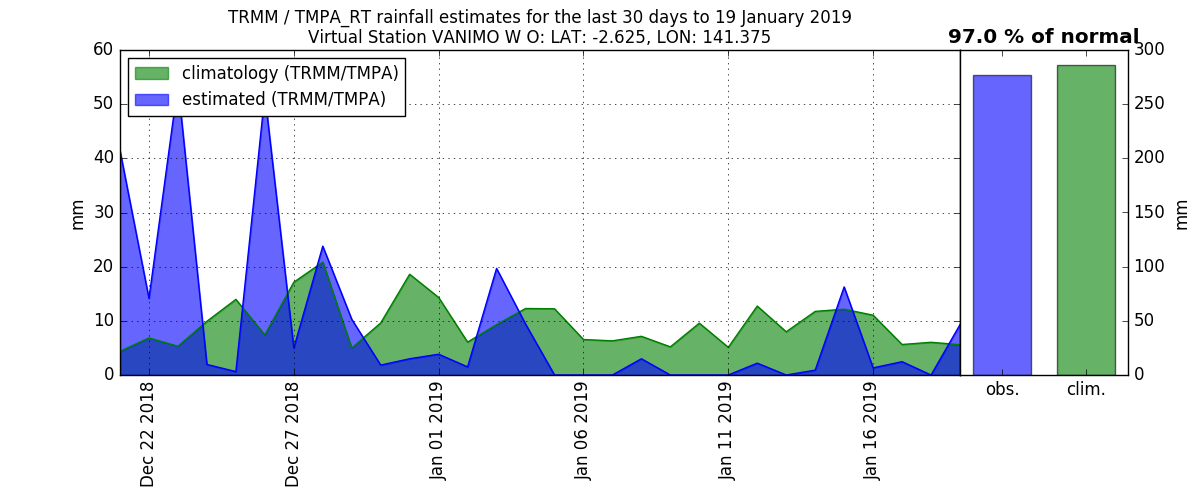 TRMM / TMPA_RT rainfall estimates for the last 30 days to 19 January 2019
Virtual Station VANIMO W O: LAT: -2.625, LON: 141.375
97.0 % of normal
climatology (TRMM/TMPA)
estimated (TRMM/TMPA)
60
50
40
30
20
10
0
mm
300
250
200
150
100
50
0
mm
Dec 22 2018
Dec 27 2018
Jan 01 2019
Jan 06 2019
Jan 11 2019
Jan 16 2019
obs.
clim.